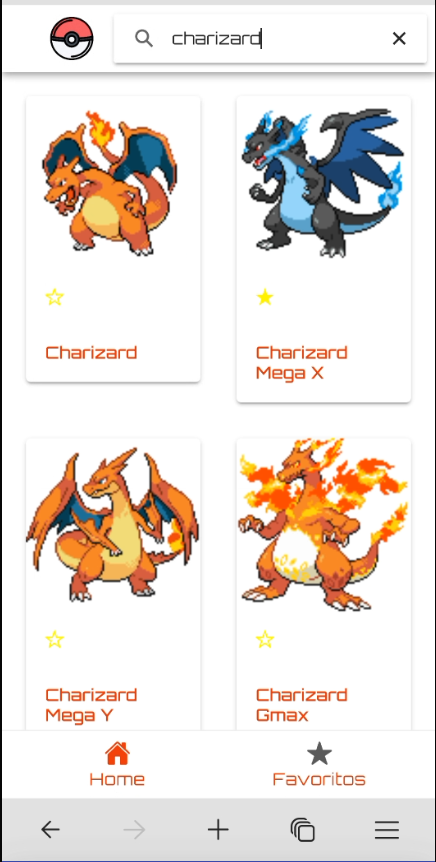 charizard
Charizard
Charizard
Mega X
Charizard
Mega Y
Charizard
Gmax
Home
Favoritos